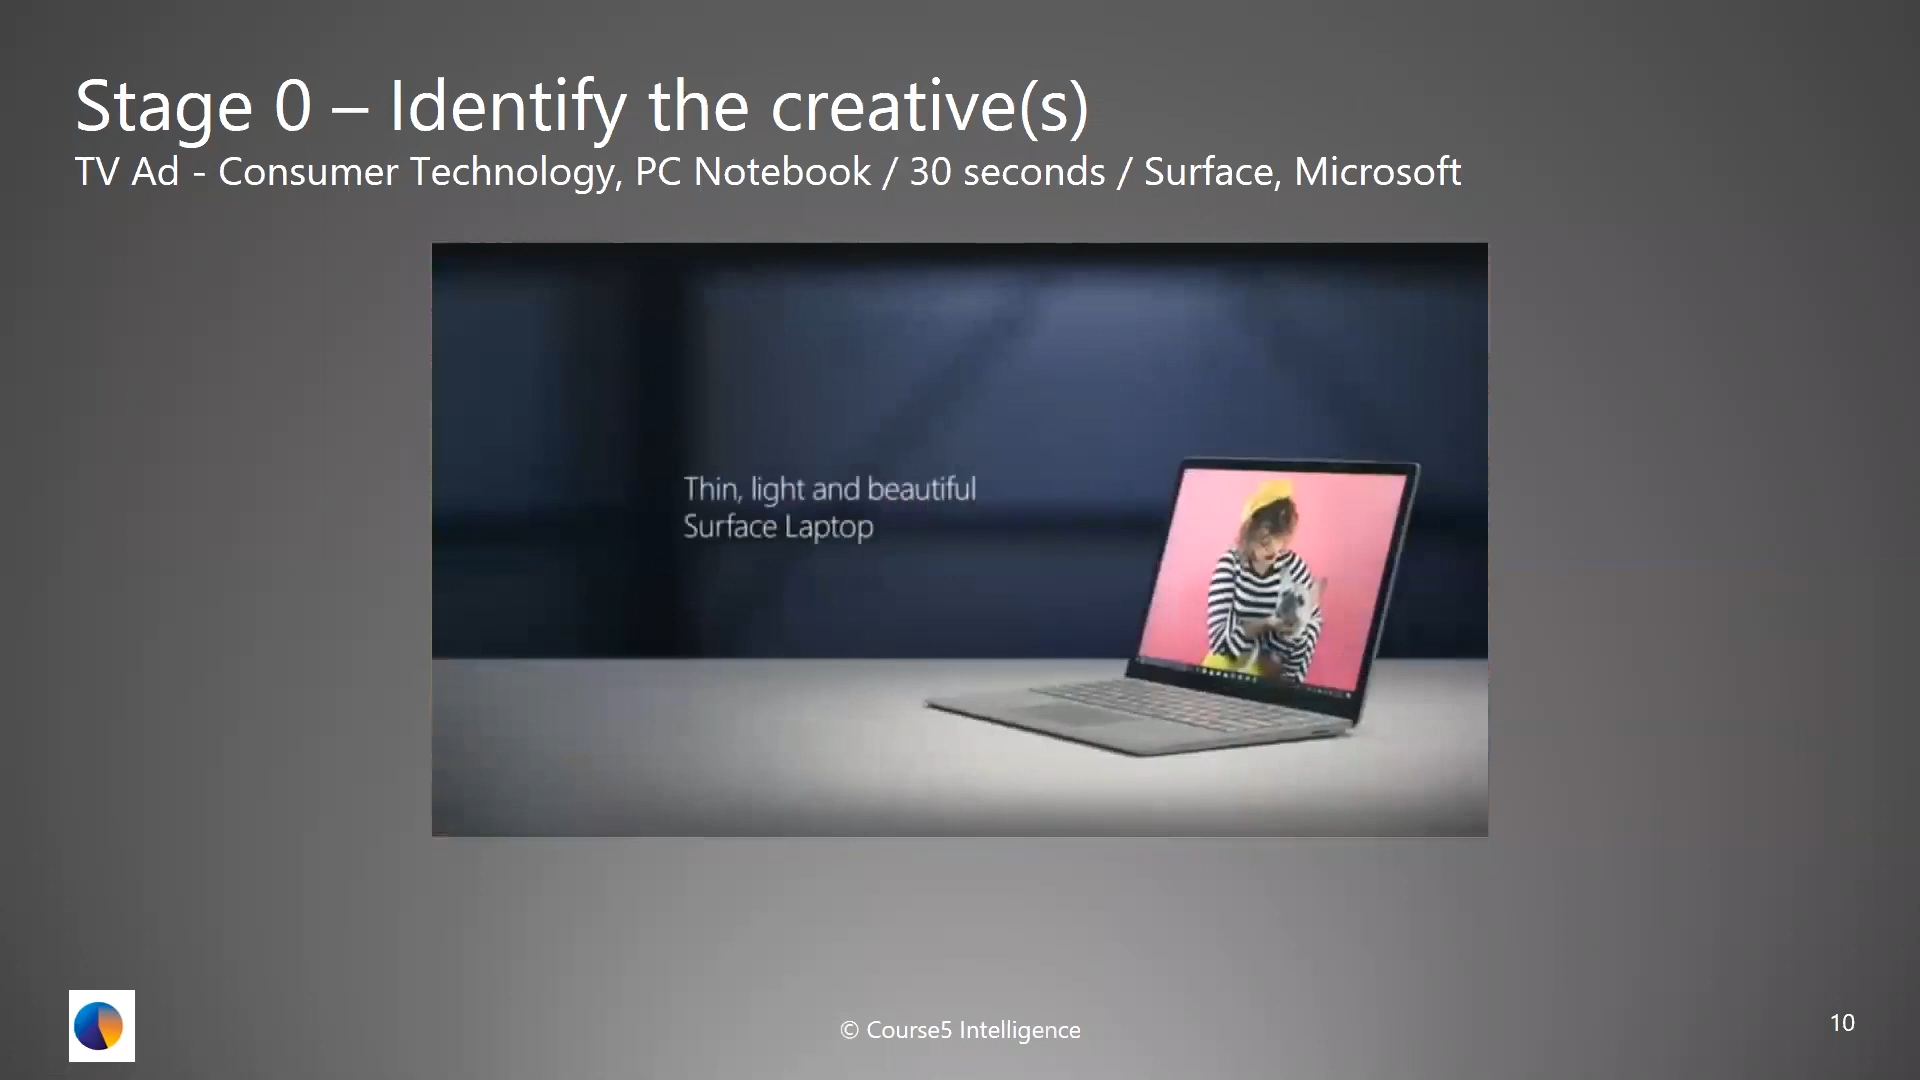 Stage 0 – Identify the creative(s)
TV Ad - Consumer Technology, PC Notebook / 30 seconds / Surface, Microsoft
Thin, light and beautiful
Surface Laptop
© Course5 Intelligence
10